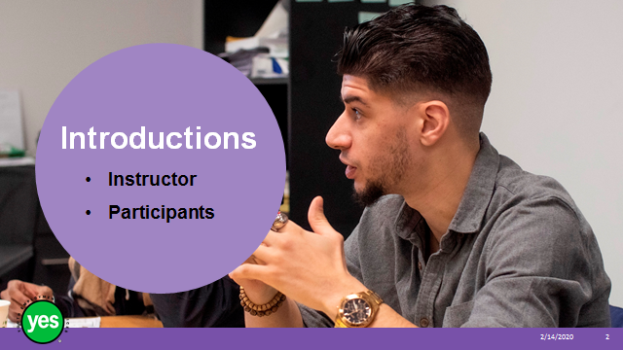 Introductions
• Instructor
• Participants
yes
2/14/2020
2